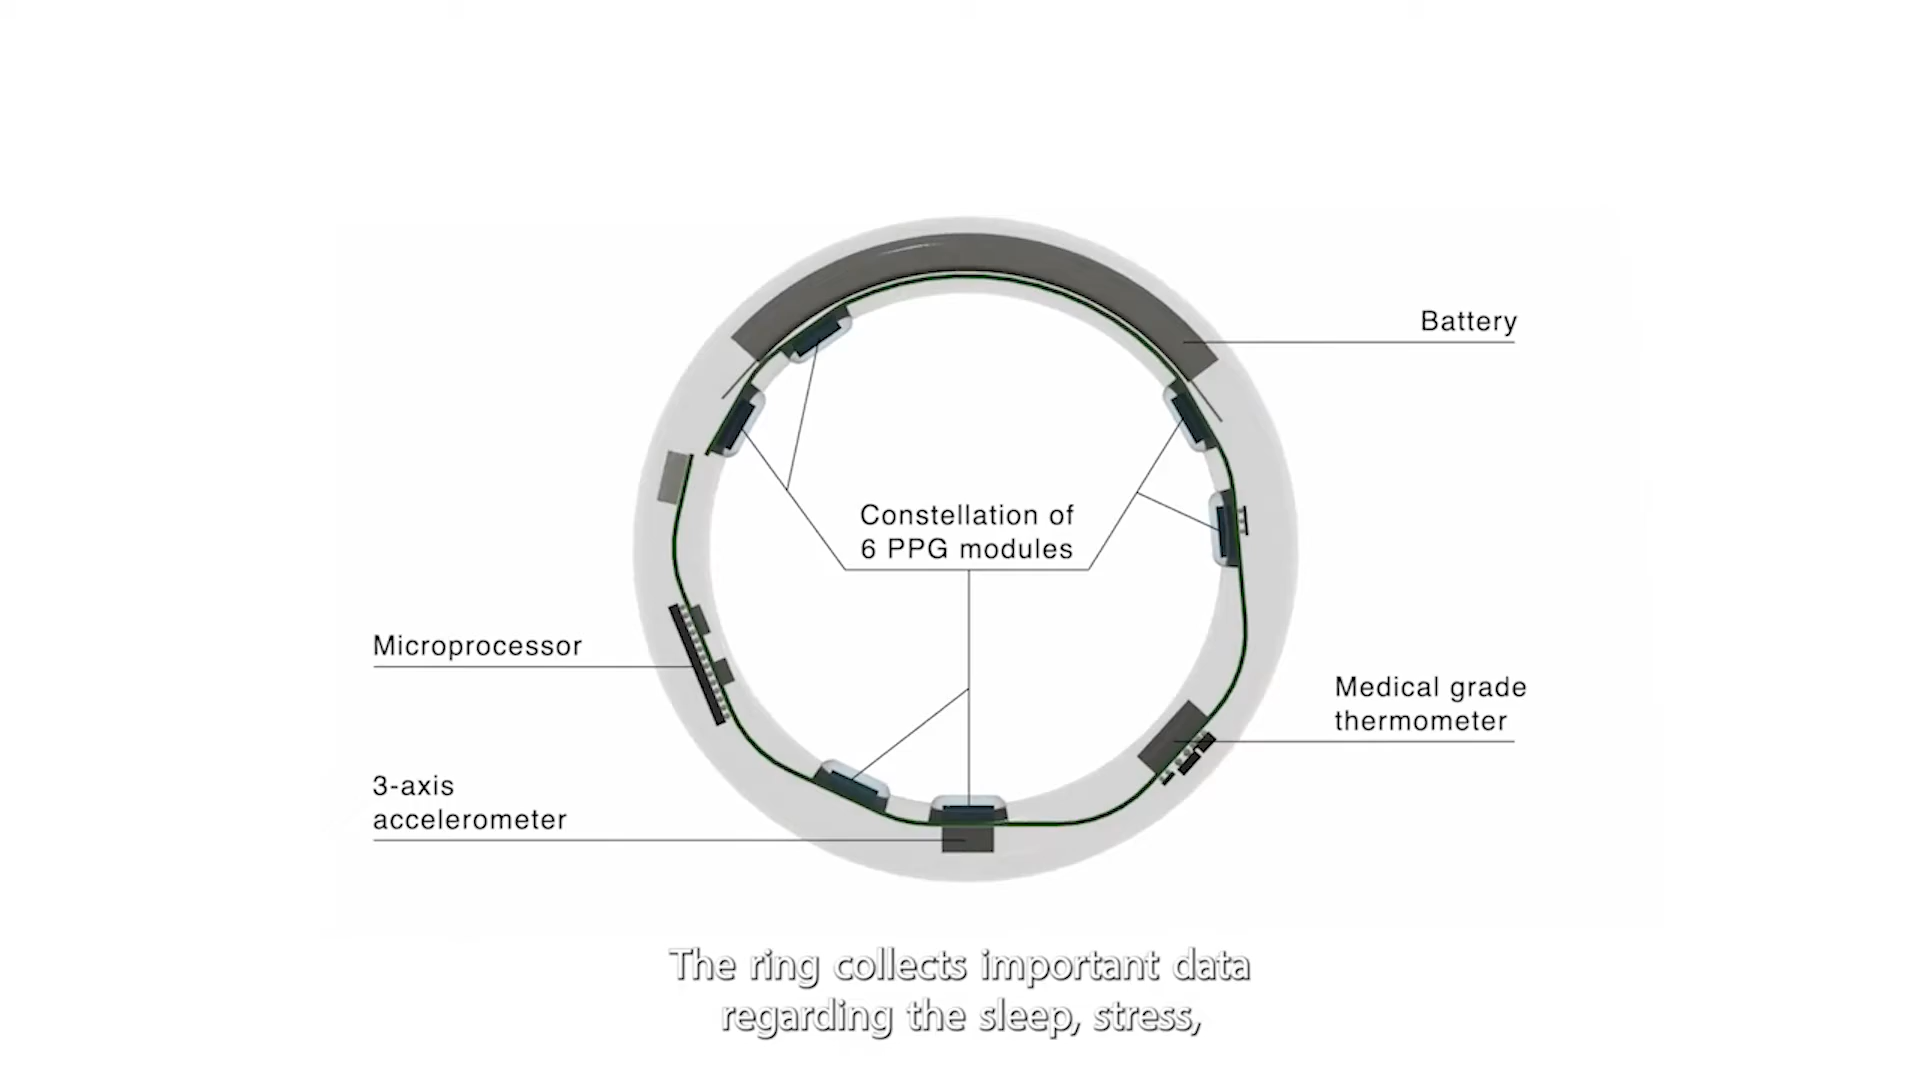 Battery
Constellation of
6 PPG modules
Microprocessor
Medical grade
thermometer
3-axis
accelerometer
The ring collects important data
regarding the sleep, stress,